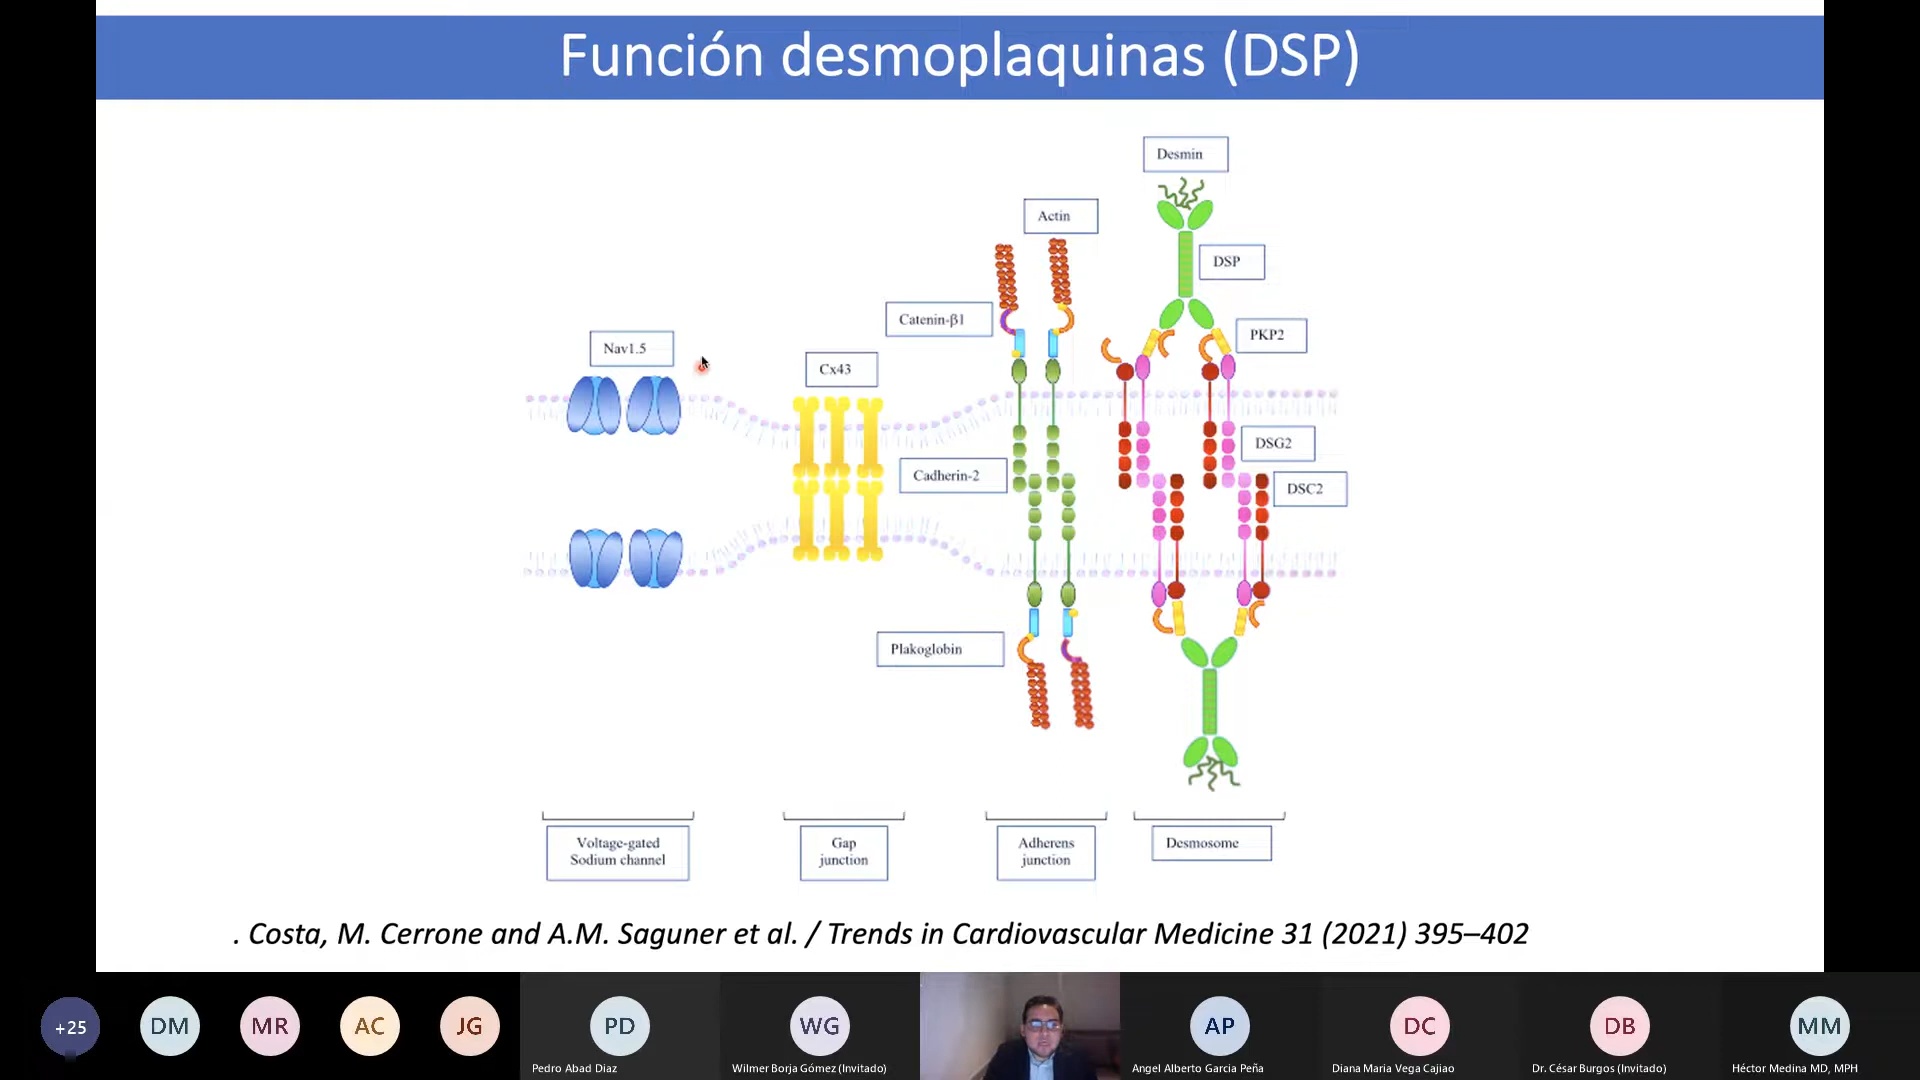 Función desmoplaquinas (DSP)
Desmin
Actin
DSP
Catenin-β1
PKP2
Nav1.5
Cx43
DSG2
Cadherin-2
DSC2
Plakoglobin
Voltage-gated
Sodium channel
Gap
junction
Adherens
junction
Desmosome
. Costa, M. Cerrone and A.M. Saguner et al. / Trends in Cardiovascular Medicine 31 (2021) 395–402
+25
DM
MR
AC
JG
PD
WG
AP
DC
DB
MM
Pedro Abad Diaz
Wilmer Borja Gómez (Invitado)
Angel Alberto Garcia Peña
Diana Maria Vega Cajiao
Dr. César Burgos (Invitado)
Héctor Medina MD, MPH